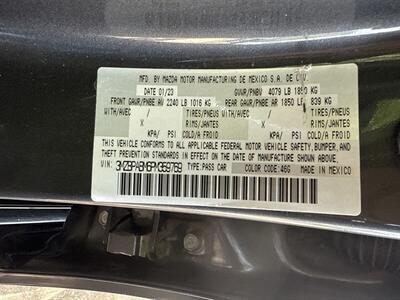 MFD. BY MAZDA MOTOR MANUFACTURING DE MEXICO S.A. DE C.V.
DATE 01/23 GVWR/PNBV 4079 LB 1850 KG
FRONT GAWR/PNBE AV 2240 LB 1016 KG REAR GAWR/PNBE AR 1850 LB 839 KG
WITH/AVEC TIRES/PNEUS WITH/AVEC TIRES/PNEUS
X RIMS/JANTES X RIMS/JANTES
KPA/ PSI COLD/A FROID KPA/ PSI COLD/A FROID
THIS VEHICLE CONFORMS TO ALL APPLICABLE FEDERAL MOTOR VEHICLE SAFETY, BUMPER, AND
THEFT PREVENTION STANDARDS IN EFFECT ON THE DATE OF MANUFACTURE SHOWN ABOVE.
VIN: TYPE:PASS CAR COLOR CODE:46G MADE IN MEXICO